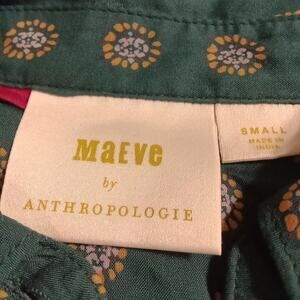 MAEVE
by
ANTHROPOLOGIE
SMALL
MADE IN
INDIA